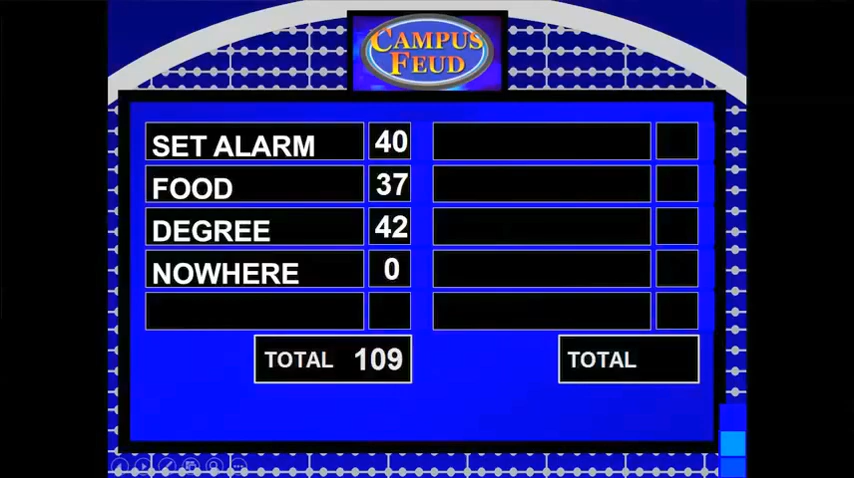 CAMPUS
FEUD
SET ALARM 40
FOOD 37
DEGREE 42
NOWHERE 0
TOTAL 109
TOTAL